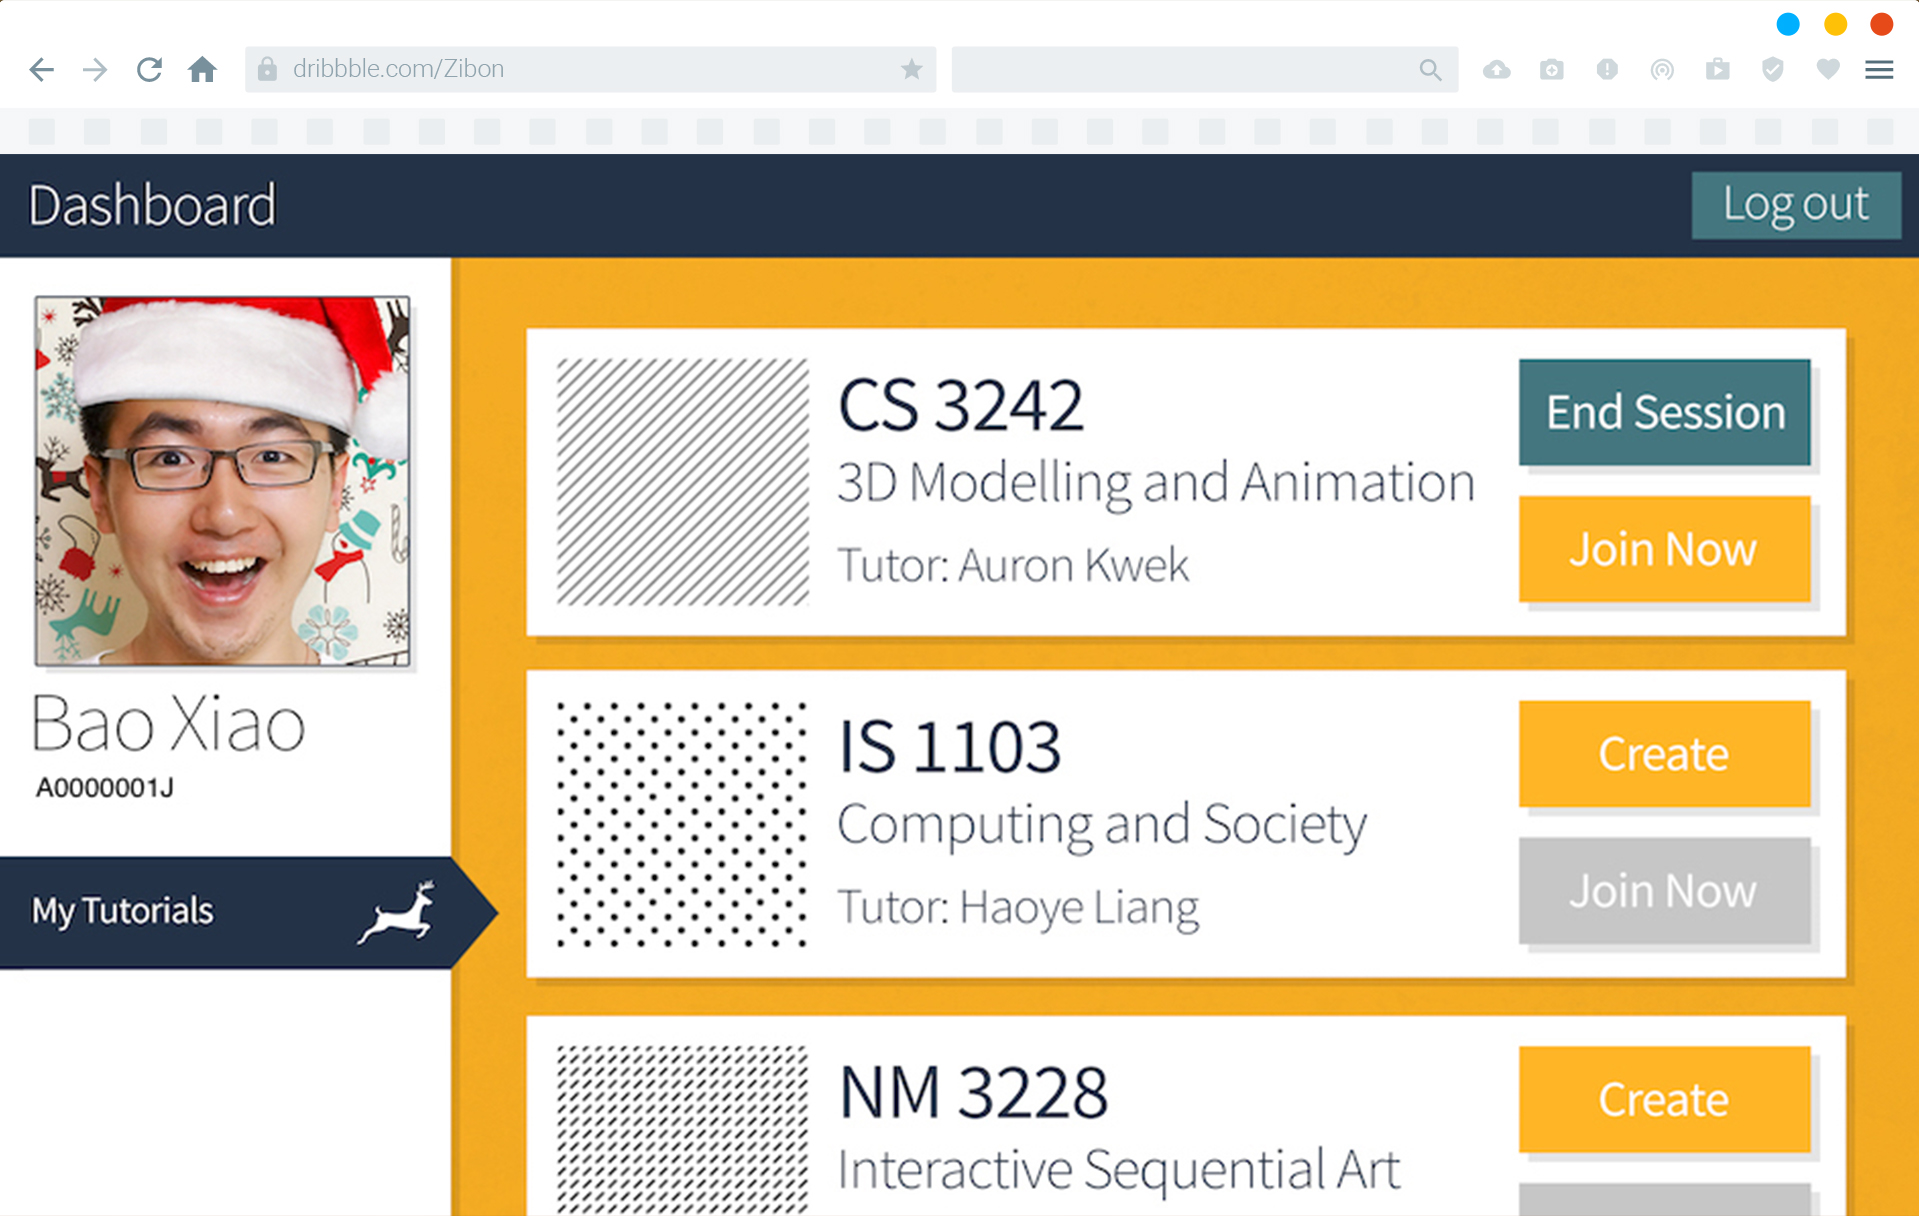 dribbble.com/Zibon
Dashboard
Log out
Bao Xiao
A0000001J
My Tutorials
CS 3242
3D Modelling and Animation
Tutor: Auron Kwek
End Session
Join Now
IS 1103
Computing and Society
Tutor: Haoye Liang
Create
Join Now
NM 3228
Interactive Sequential Art
Create